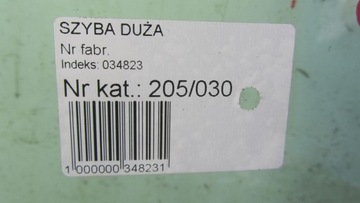 SZYBA DUŻA
Nr fabr.
Indeks: 034823
Nr kat.: 205/030
1 000000 348231